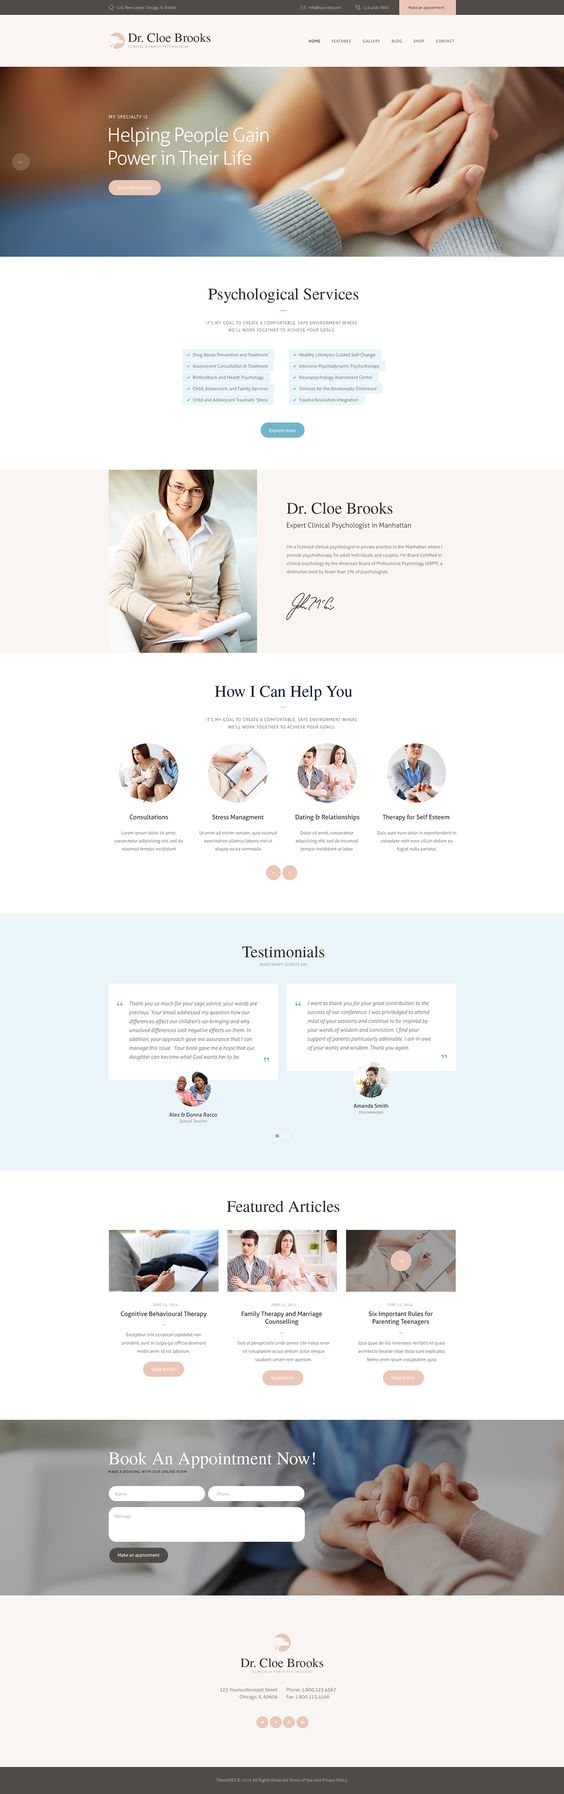 123, New Lenox Chicago, IL 60606
info@yoursite.com
123-456-7890
Make an appointment
Dr. Cloe Brooks
CLINICAL & FAMILY PSYCHOLOGIST
HOME FEATURES GALLERY BLOG SHOP CONTACT
MY SPECIALTY IS
Helping People Gain
Power in Their Life
More Information
Psychological Services
IT'S MY GOAL TO CREATE A COMFORTABLE, SAFE ENVIRONMENT WHERE
WE'LL WORK TOGETHER TO ACHIEVE YOUR GOALS.
Drug Abuse Prevention and Treatment
Assessment Consultation & Treatment
Biofeedback and Health Psychology
Child, Adolescent, and Family Services
Child and Adolescent Traumatic Stress
Healthy Lifestyles Guided Self-Change
Intensive Psychodynamic Psychotherapy
Neuropsychology Assessment Center
Services for the Emotionally Distressed
Trauma Resolution Integration
Explore more
Dr. Cloe Brooks
Expert Clinical Psychologist in Manhattan
I'm a licensed clinical psychologist in private practice in the Manhattan where I
provide psychotherapy for adult individuals and couples. I'm Board Certified in
clinical psychology by the American Board of Professional Psychology (ABPP), a
distinction held by fewer than 5% of psychologists.
How I Can Help You
IT'S MY GOAL TO CREATE A COMFORTABLE, SAFE ENVIRONMENT WHERE
WE'LL WORK TOGETHER TO ACHIEVE YOUR GOALS.
Consultations
Lorem ipsum dolor sit amet,
consectetur adipisicing elit, sed do
eiusmod tempor incididunt
Stress Managment
Ut enim ad minim veniam, quis nostrud
exercitation ullamco laboris nisi ut
aliquip ex ea commodo
Dating & Relationships
Dolor sit amet, consectetur
adipisicing elit, sed do eiusmod
tempor incididunt ut labor
Therapy for Self Esteem
Duis aute irure dolor in reprehenderit in
voluptate velit esse cillum dolore eu
fugiat nulla pariatur.
Testimonials
WHAT HAPPY CLIENTS SAY
Thank you so much for your sage advice; your words are
precious. Your email addressed my question how our
differences affect our children's up-bringing and why
unsolved differences cast negative effects on them. In
addition, your approach gave me assurance that I can
manage this issue. Your book gave me a hope that our
daughter can become what God wants her to be.
Alex & Donna Racco
School Teacher
I want to thank you for your great contribution to the
success of our conference. I was priviledged to attend
most of your sessions and continue to be inspired by
your words of wisdom and conviction. I find your
support of parents particularly admirable. I am in awe
of your works and wisdom. Thank you again.
Amanda Smith
Housekeeper
Featured Articles
Cognitive Behavioural Therapy
Excepteur sint occaecat cupidatat non
proident, sunt in culpa qui officia deserunt
mollit anim id est laborum.
Read article
Family Therapy and Marriage
Counselling
Sed ut perspiciatis unde omnis iste natus error
sit voluptatem accusantium dolor emque
laudanti umam rem aperiam.
Read article
Six Important Rules for
Parenting Teenagers
Ipsa quae ab illu inventore veritatis et quasi
architecto beatae vitae dicta sunt explicabo.
Nemo enim ipsam voluptatem quia.
Read article
Book An Appointment Now!
MAKE A BOOKING WITH OUR ONLINE FORM
Name
Phone
Message
Make an appionment
Dr. Cloe Brooks
CLINICAL & FAMILY PSYCHOLOGIST
Chicago, IL 60606
Phone: 1.800.123.4567
Fax: 1.800.123.4566
ThemeREX © 2015 All Rights Reserved Terms of Use and Privacy Policy